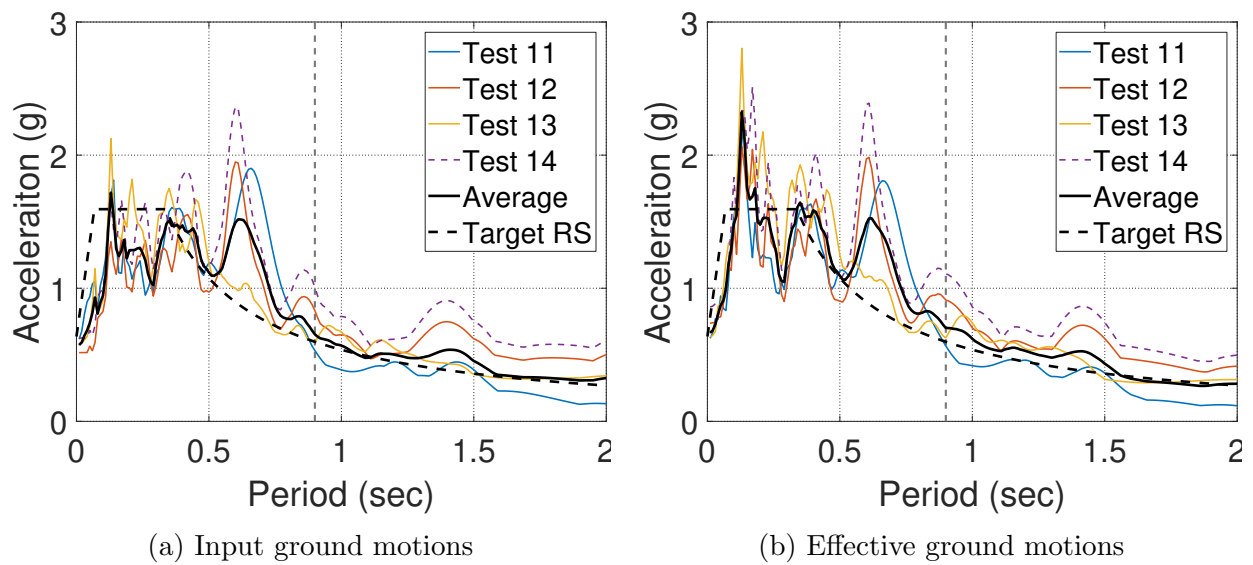 3
2
1
0
0
0.5
1
1.5
2
Acceleraiton (g)
Period (sec)
Test 11
Test 12
Test 13
Test 14
Average
Target RS
(a) Input ground motions
3
2
1
0
0
0.5
1
1.5
2
Acceleraiton (g)
Period (sec)
Test 11
Test 12
Test 13
Test 14
Average
Target RS
(b) Effective ground motions